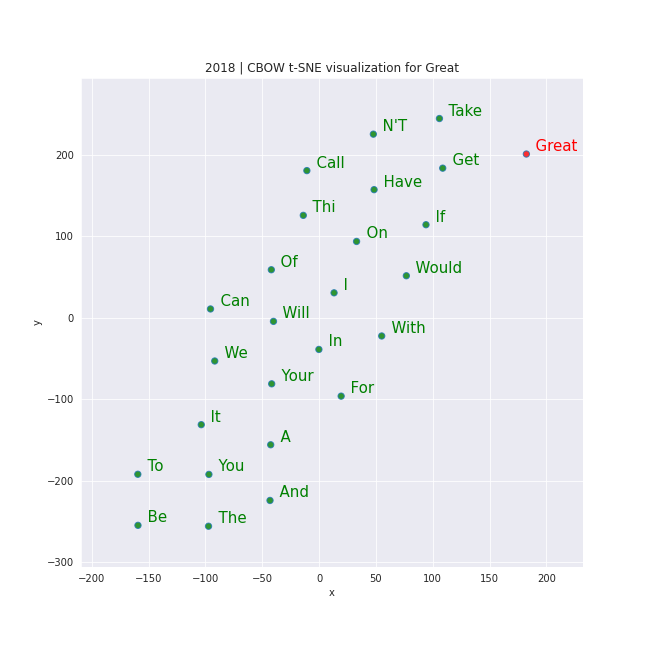 2018 | CBOW t-SNE visualization for Great
Take
N'T
Great
Call
Get
Have
Thi
If
On
Of
Would
I
Can
Will
With
In
We
Your
For
It
A
To
You
And
Be
The
200
100
0
−100
−200
−300
y
−200
−150
−100
−50
0
50
100
150
200
x